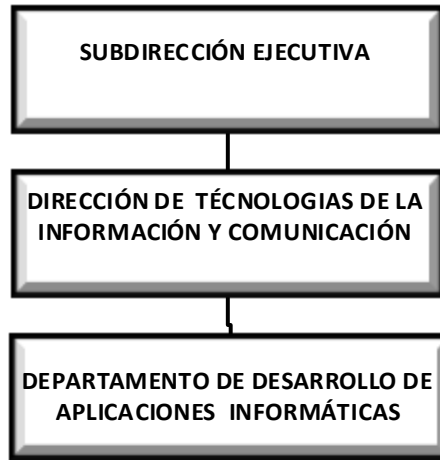 SUBDIRECCIÓN EJECUTIVA
DIRECCIÓN DE TÉCNOLOGIAS DE LA
INFORMACIÓN Y COMUNICACIÓN
DEPARTAMENTO DE DESARROLLO DE
APLICACIONES INFORMÁTICAS